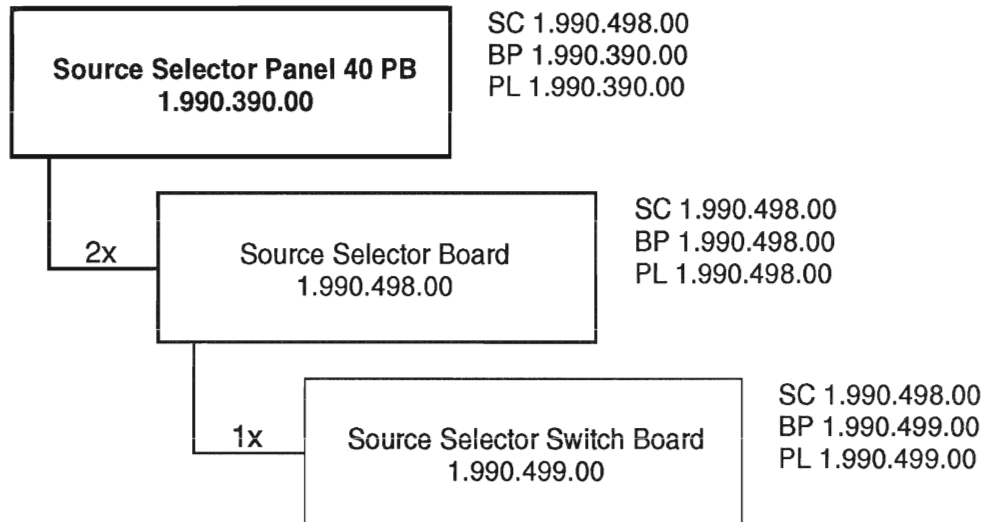 Source Selector Panel 40 PB
1.990.390.00
SC 1.990.498.00
BP 1.990.390.00
PL 1.990.390.00
2x
Source Selector Board
1.990.498.00
SC 1.990.498.00
BP 1.990.498.00
PL 1.990.498.00
1x
Source Selector Switch Board
1.990.499.00
SC 1.990.498.00
BP 1.990.499.00
PL 1.990.499.00